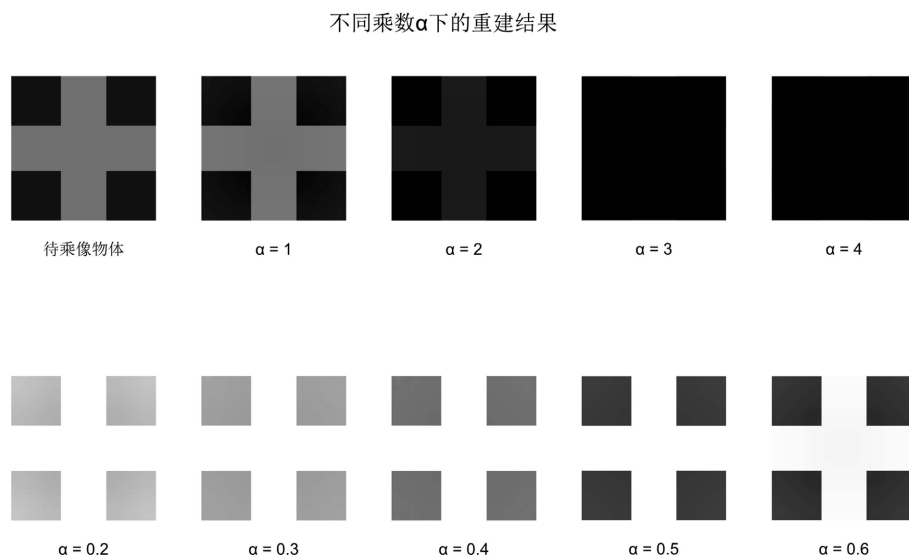 不同乘数α下的重建结果
待乘像物体
α = 1
α = 2
α = 3
α = 4
α = 0.2
α = 0.3
α = 0.4
α = 0.5
α = 0.6